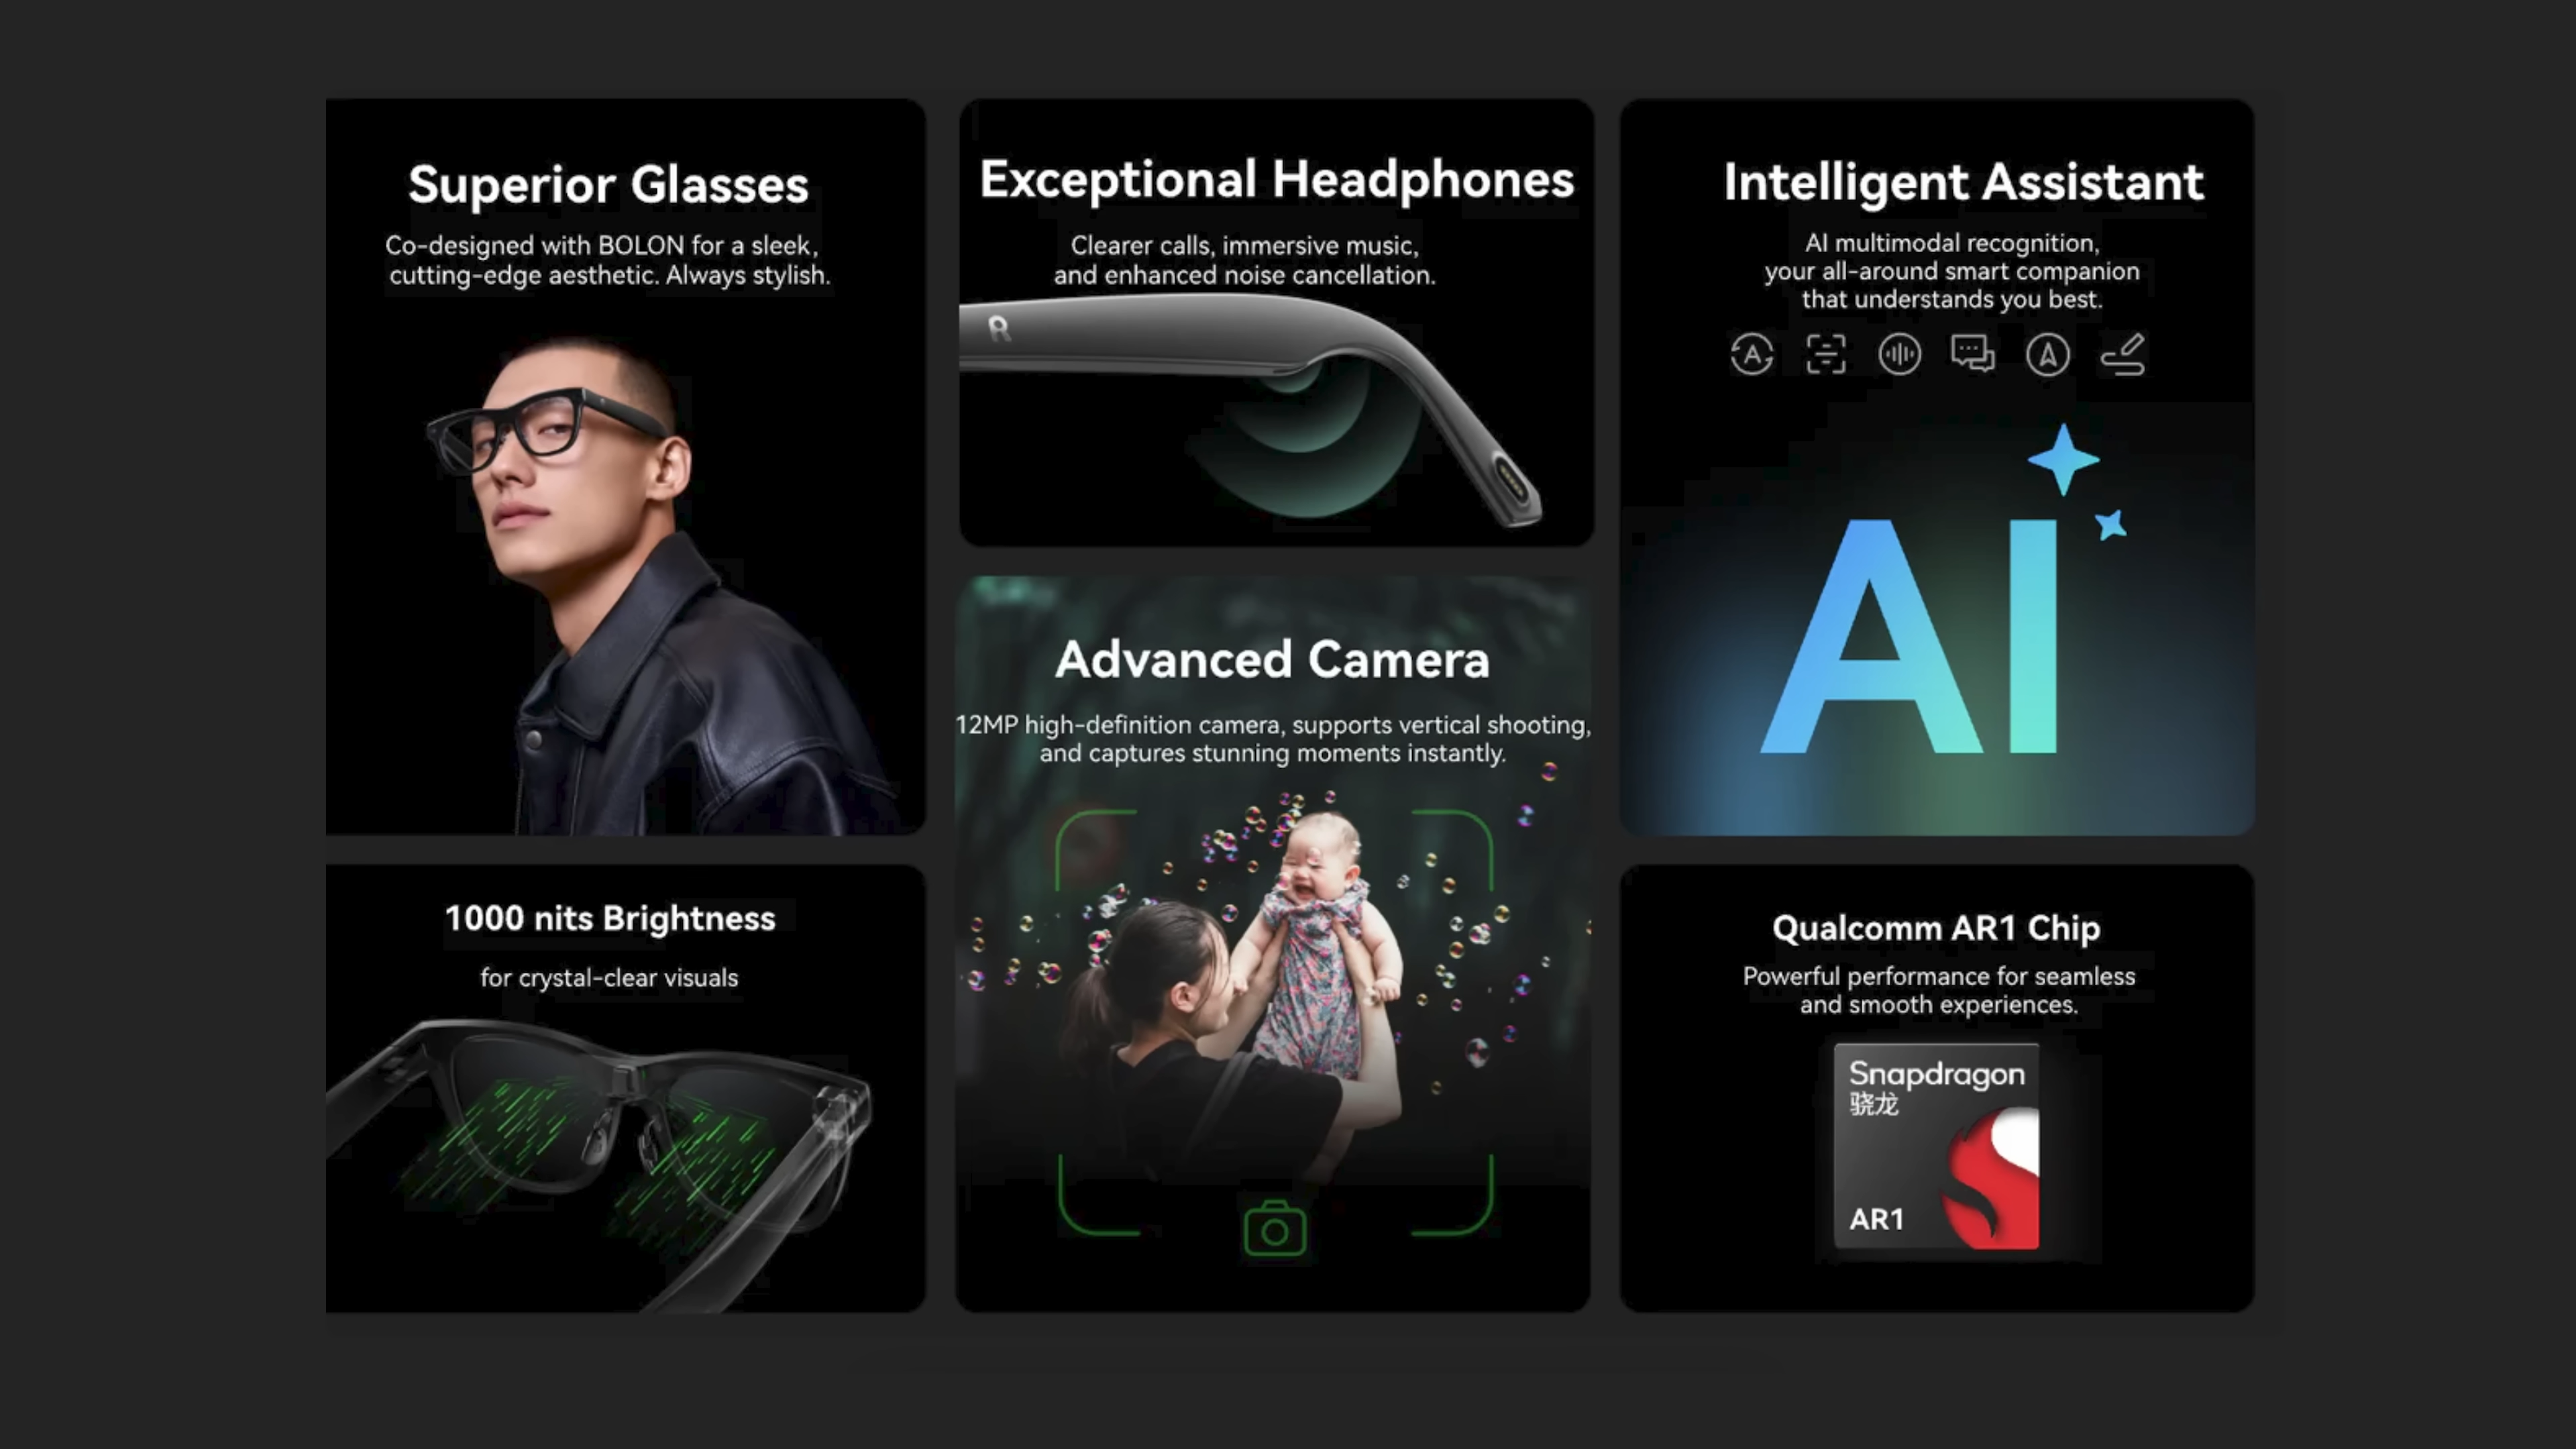 Superior Glasses
Co-designed with BOLON for a sleek,
cutting-edge aesthetic. Always stylish.
Exceptional Headphones
Clearer calls, immersive music,
and enhanced noise cancellation.
R
Intelligent Assistant
AI multimodal recognition,
your all-around smart companion
that understands you best.
A
AI
Advanced Camera
12MP high-definition camera, supports vertical shooting,
and captures stunning moments instantly.
1000 nits Brightness
for crystal-clear visuals
Qualcomm AR1 Chip
Powerful performance for seamless
and smooth experiences.
Snapdragon
骁龙
AR1